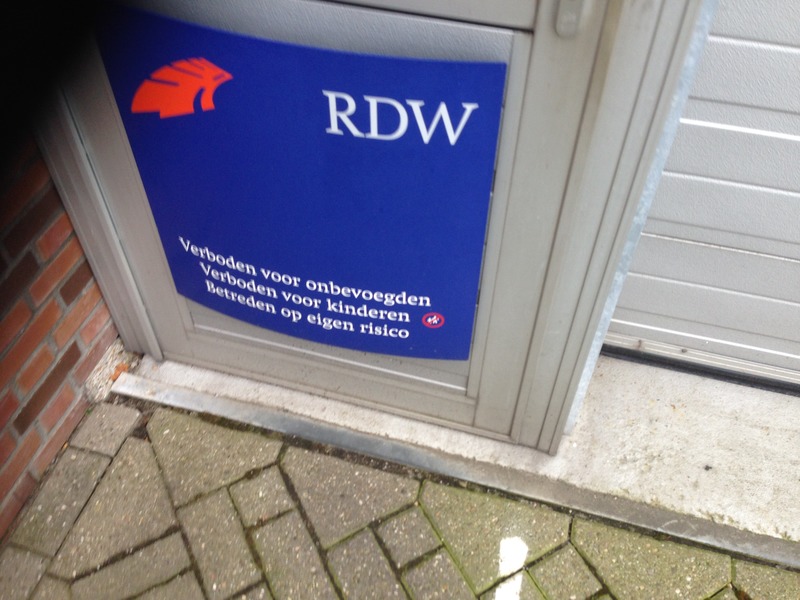 RDW
Verboden voor onbevoegden
Verboden voor kinderen
Betreden op eigen risico